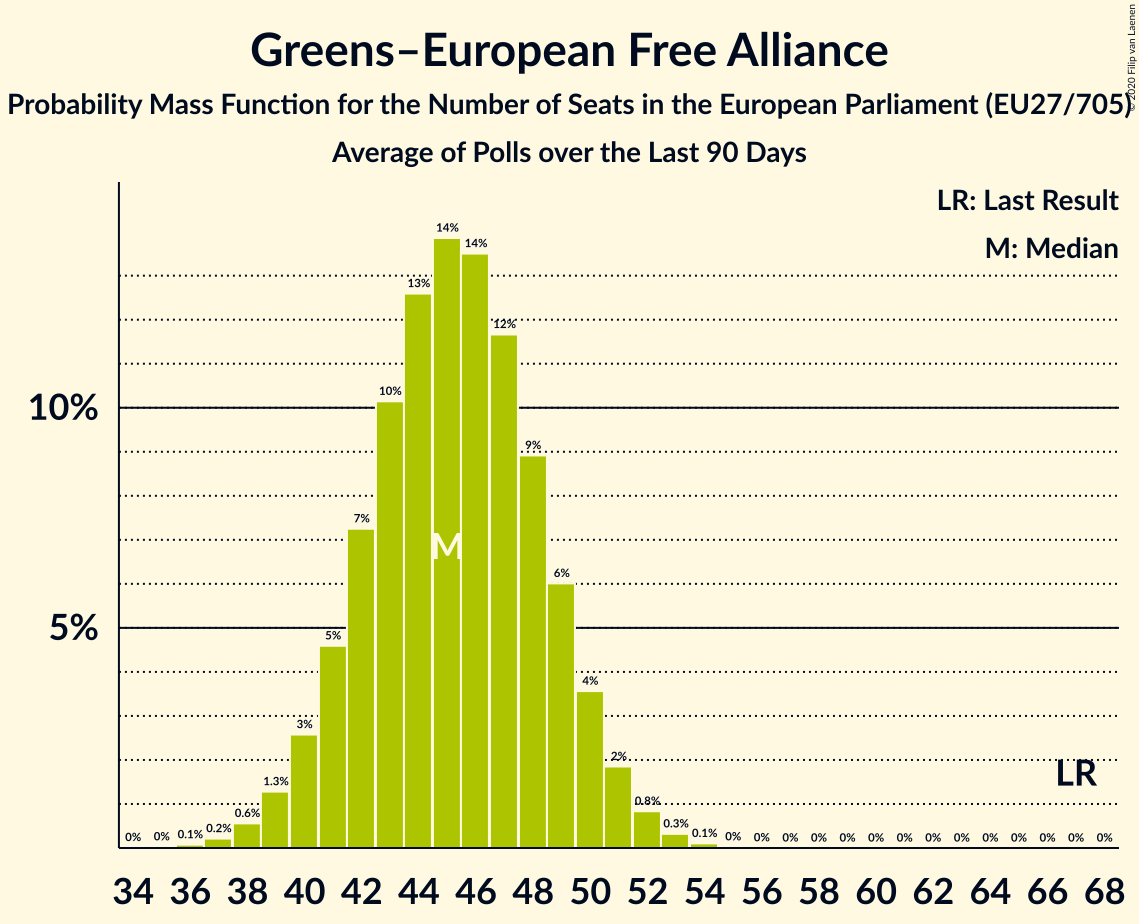 Greens–European Free Alliance
Probability Mass Function for the Number of Seats in the European Parliament (EU27/705)
Average of Polls over the Last 90 Days
© 2020 Filip van Laenen
LR: Last Result
M: Median
10%
5%
0% 0% 0.1% 0.2% 0.6% 1.3% 3% 5% 7% 10% 13% 14% 14% 12% 9% 6% 4% 2% 0.8% 0.3% 0.1% 0% 0% 0% 0% 0% 0% 0% 0% 0% 0% 0% 0% 0% 0%
M
LR
34 36 38 40 42 44 46 48 50 52 54 56 58 60 62 64 66 68